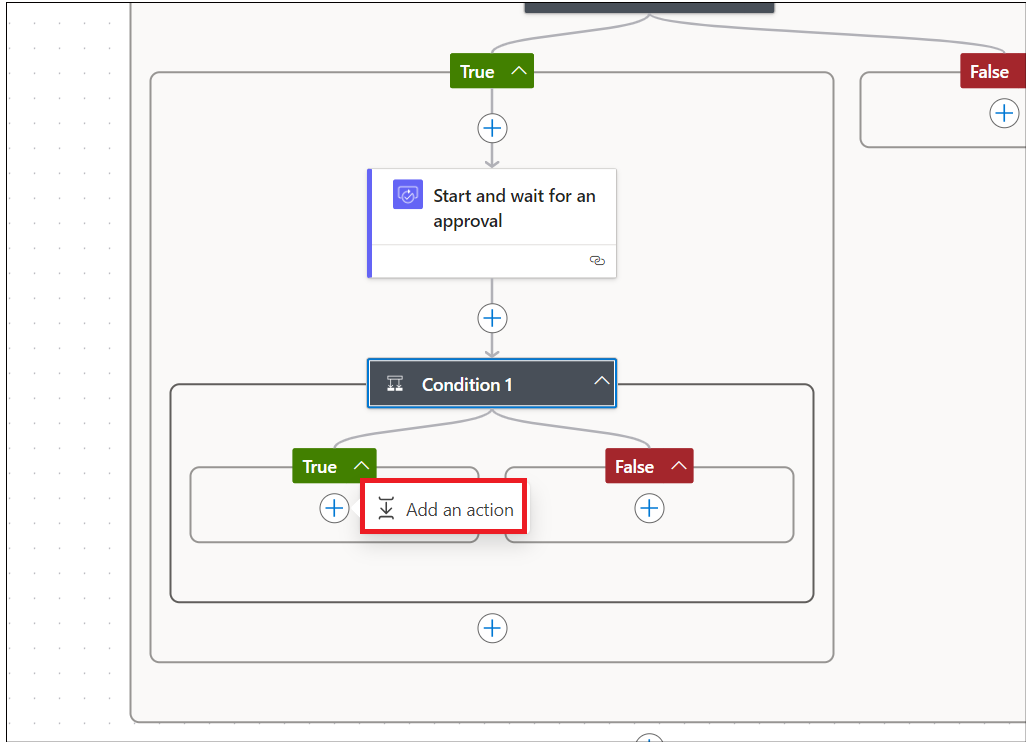 True
False
Start and wait for an
approval
Condition 1
True
False
Add an action